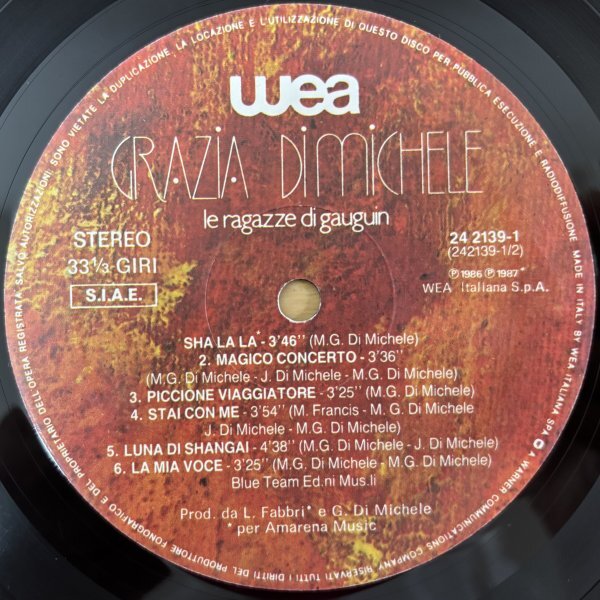 SONO VIETATE LA DUPLICAZIONE, LA LOCAZIONE E L'UTILIZZAZIONE DI QUESTO DISCO PER PUBBLICA ESECUZIONE E RADIODIFFUSIONE. MADE IN ITALY BY WEA ITALIANA SPA A WARNER COMMUNICATIONS COMPANY. RISERVATI TUTTI I DIRITTI DEL PRODUTTORE FONOGRAFICO E DEL PROPRIETARIO DELL'OPERA REGISTRATA. SALVO AUTORIZZAZIONI.
wea
GRAZIA DI MICHELE
le ragazze di gauguin
STEREO
33 1/3 GIRI
S.I.A.E.
24 2139-1
(242139-1/2)
℗ 1986 ℗ 1987*
WEA Italiana S.p.A.
SHA LA LA* - 3'46'' (M.G. Di Michele)
2. MAGICO CONCERTO - 3'36''
(M.G. Di Michele - J. Di Michele - M.G. Di Michele)
3. PICCIONE VIAGGIATORE - 3'25'' (M.G. Di Michele)
4. STAI CON ME - 3'54'' (M. Francis - M.G. Di Michele
J. Di Michele - M.G. Di Michele)
5. LUNA DI SHANGAI - 4'38'' (M.G. Di Michele - J. Di Michele)
6. LA MIA VOCE - 3'25'' (M.G. Di Michele - M.G. Di Michele)
Blue Team Ed.ni Mus.li
Prod. da L. Fabbri* e G. Di Michele
* per Amarena Music